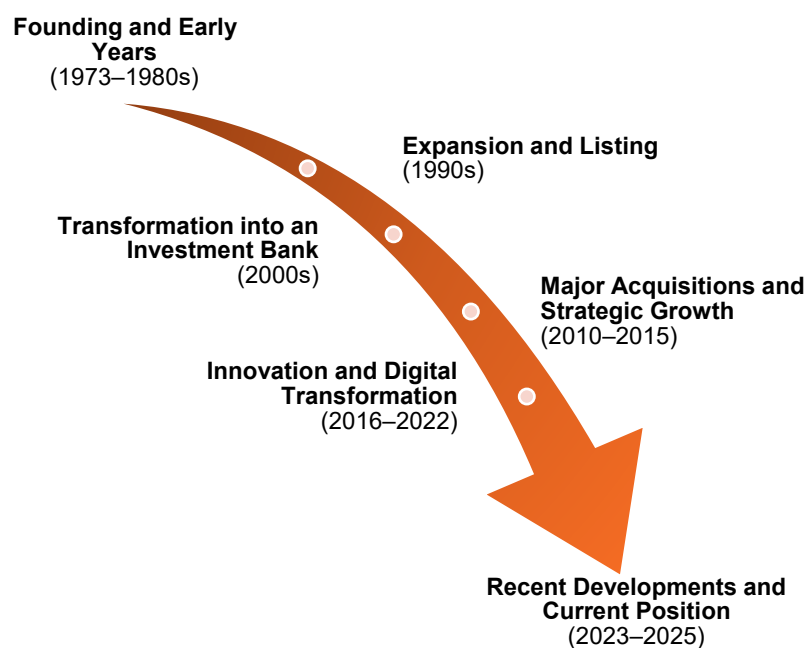 Founding and Early
Years
(1973–1980s)
Expansion and Listing
(1990s)
Transformation into an
Investment Bank
(2000s)
Major Acquisitions and
Strategic Growth
(2010–2015)
Innovation and Digital
Transformation
(2016–2022)
Recent Developments and
Current Position
(2023–2025)